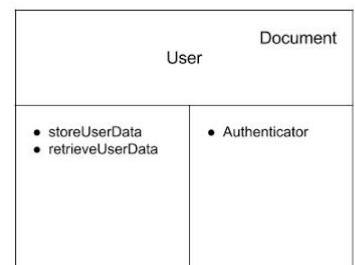 Document
User
• storeUserData
• retrieveUserData
• Authenticator